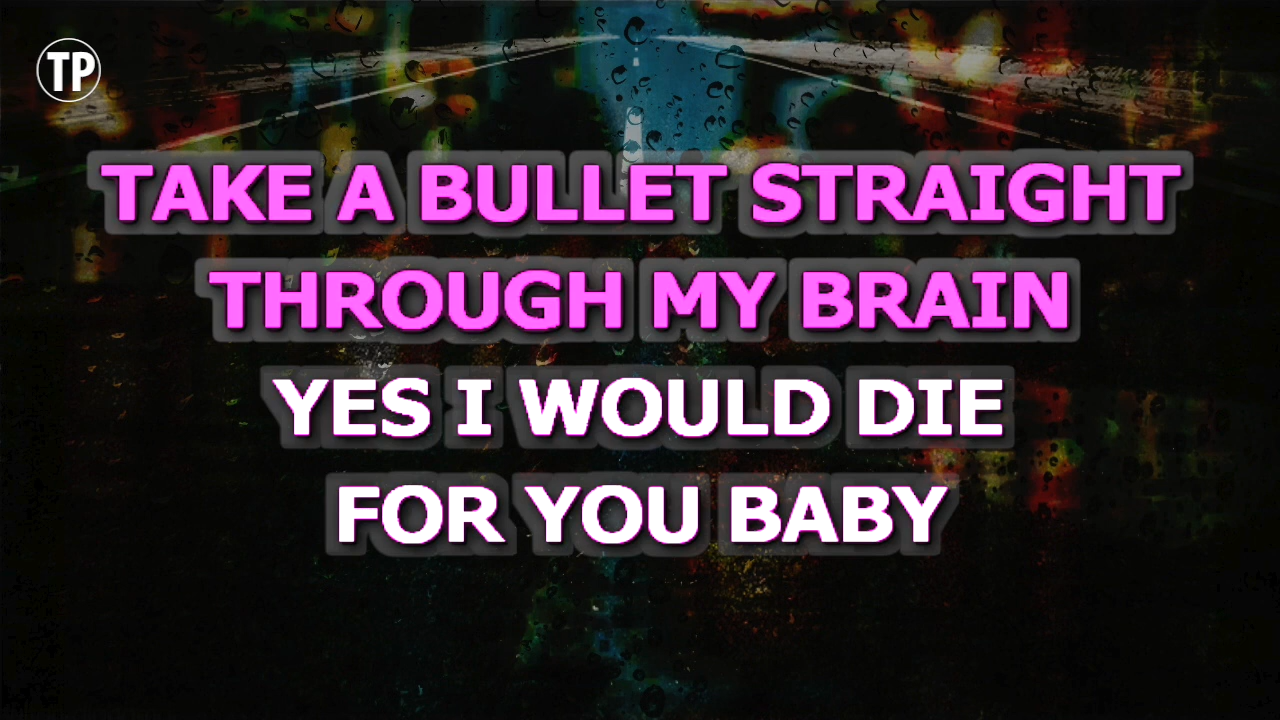 TP
TAKE A BULLET STRAIGHT
THROUGH MY BRAIN
YES I WOULD DIE
FOR YOU BABY